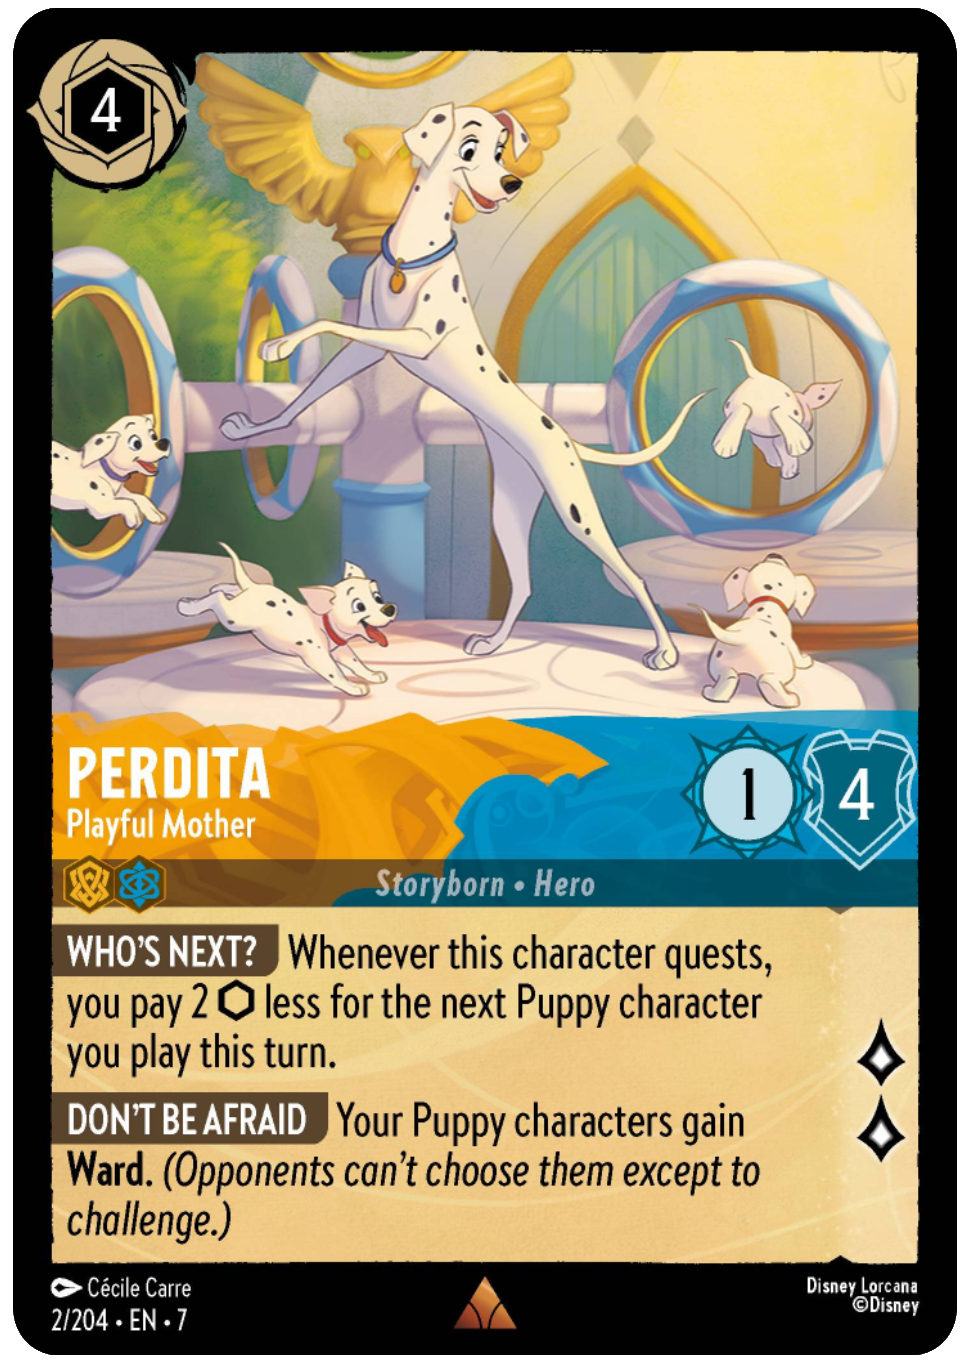 4
PERDITA
Playful Mother
1
4
Storyborn • Hero
WHO'S NEXT? Whenever this character quests,
you pay 2 ⬡ less for the next Puppy character
you play this turn.
DON'T BE AFRAID Your Puppy characters gain
Ward. (Opponents can't choose them except to
challenge.)
Cécile Carre
2/204 • EN • 7
Disney Lorcana
©Disney